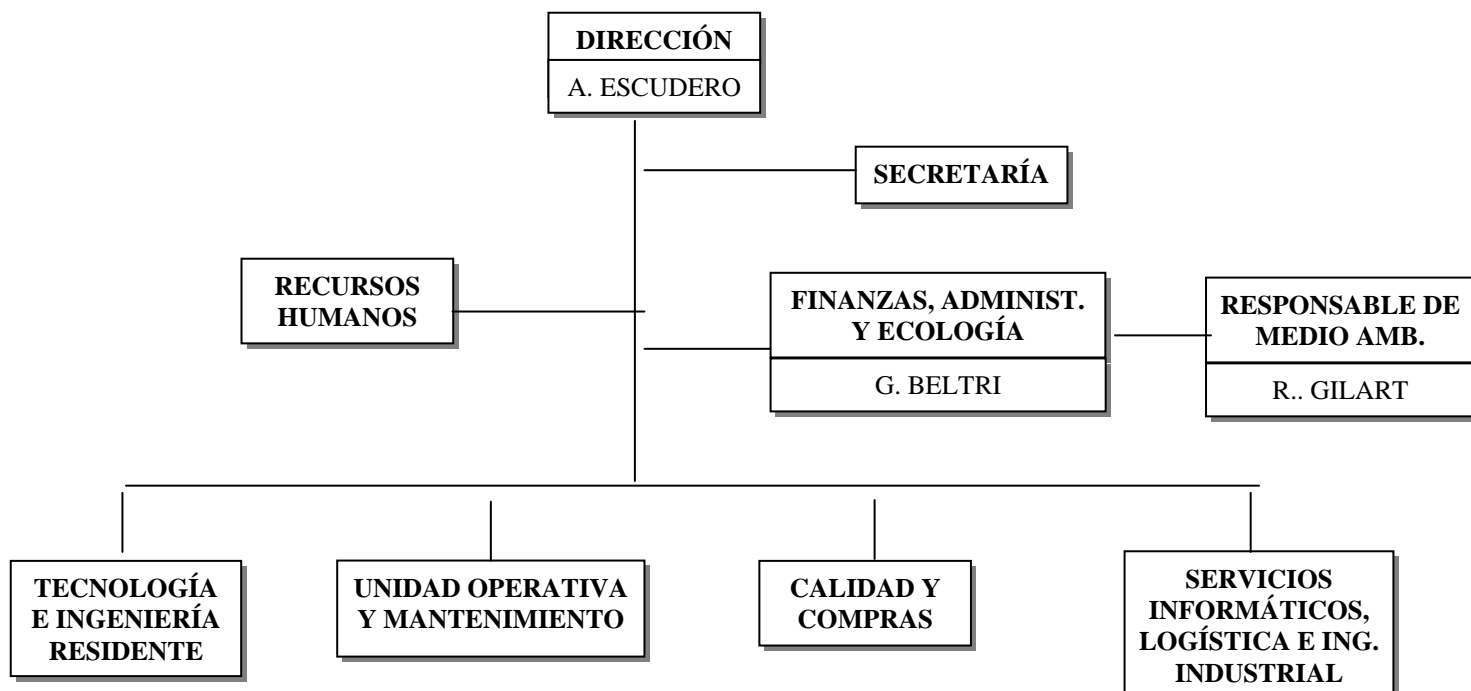 DIRECCIÓN
A. ESCUDERO
SECRETARÍA
RECURSOS
HUMANOS
FINANZAS, ADMINIST.
Y ECOLOGÍA
G. BELTRI
RESPONSABLE DE
MEDIO AMB.
R.. GILART
TECNOLOGÍA
E INGENIERÍA
RESIDENTE
UNIDAD OPERATIVA
Y MANTENIMIENTO
CALIDAD Y
COMPRAS
SERVICIOS
INFORMÁTICOS,
LOGÍSTICA E ING.
INDUSTRIAL